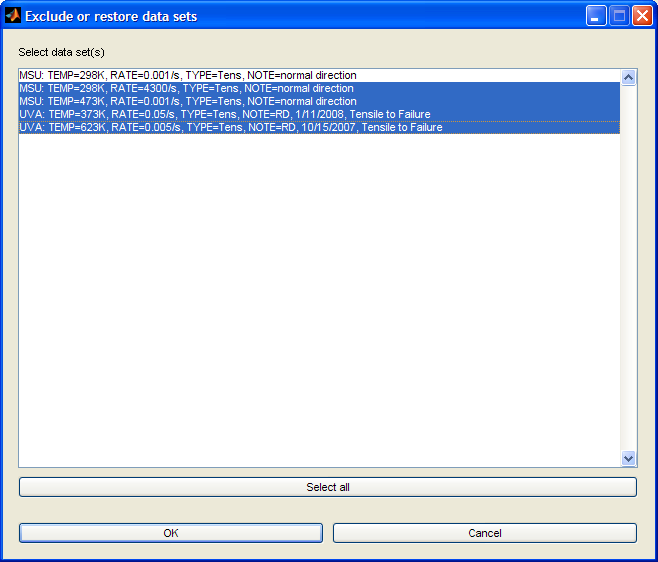 Exclude or restore data sets
Select data set(s)
MSU: TEMP=298K, RATE=0.001/s, TYPE=Tens, NOTE=normal direction
MSU: TEMP=298K, RATE=4300/s, TYPE=Tens, NOTE=normal direction
MSU: TEMP=473K, RATE=0.001/s, TYPE=Tens, NOTE=normal direction
UVA: TEMP=373K, RATE=0.05/s, TYPE=Tens, NOTE=RD, 1/11/2008, Tensile to Failure
UVA: TEMP=623K, RATE=0.005/s, TYPE=Tens, NOTE=RD, 10/15/2007, Tensile to Failure
Select all
OK
Cancel